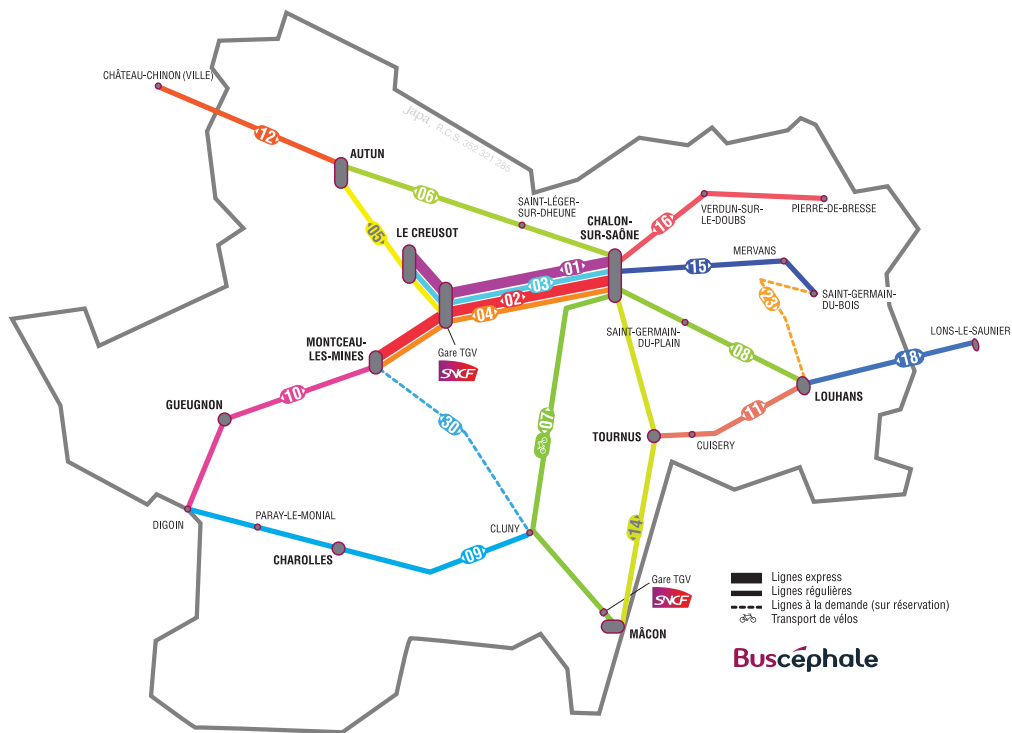 CHÂTEAU-CHINON (VILLE)
Japa. R.C.S. 352 321 285
12
AUTUN
06
SAINT-LÉGER-
SUR-DHEUNE
05
LE CREUSOT
CHALON-
SUR-SAÔNE
16
VERDUN-SUR-
LE-DOUBS
PIERRE-DE-BRESSE
01
03
02
04
15
MERVANS
23
SAINT-GERMAIN-
DU-BOIS
MONTCEAU-
LES-MINES
Gare TGV
SNCF
SAINT-GERMAIN-
DU-PLAIN
08
LONS-LE-SAUNIER
18
LOUHANS
10
GUEUGNON
30
07
11
TOURNUS
CUISERY
DIGOIN
PARAY-LE-MONIAL
CHAROLLES
09
CLUNY
14
Gare TGV
SNCF
MÂCON
Lignes express
Lignes régulières
Lignes à la demande (sur réservation)
Transport de vélos
Buscéphale